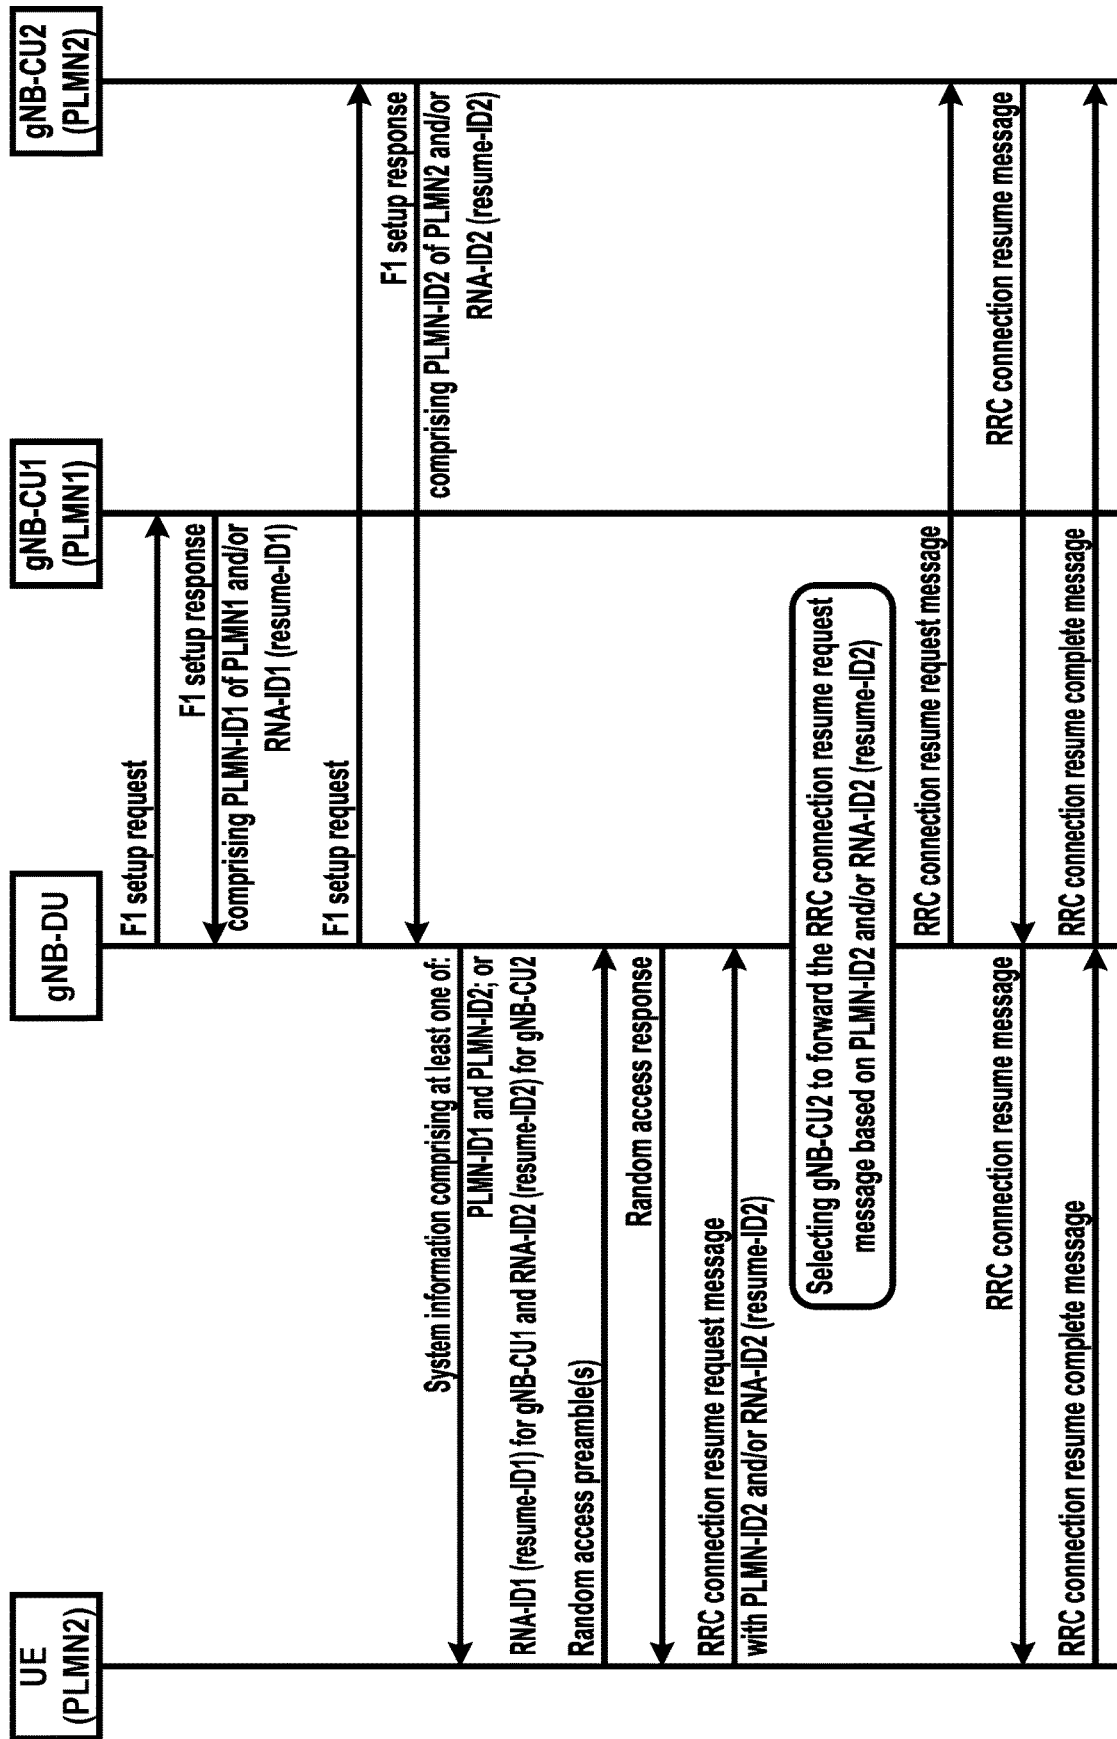 UE
(PLMN2)
gNB-DU
gNB-CU1
(PLMN1)
gNB-CU2
(PLMN2)
F1 setup request
F1 setup response
comprising PLMN-ID1 of PLMN1 and/or
RNA-ID1 (resume-ID1)
F1 setup request
F1 setup response
comprising PLMN-ID2 of PLMN2 and/or
RNA-ID2 (resume-ID2)
System information comprising at least one of:
PLMN-ID1 and PLMN-ID2; or
RNA-ID1 (resume-ID1) for gNB-CU1 and RNA-ID2 (resume-ID2) for gNB-CU2
Random access preamble(s)
Random access response
RRC connection resume request message
with PLMN-ID2 and/or RNA-ID2 (resume-ID2)
Selecting gNB-CU2 to forward the RRC connection resume request
message based on PLMN-ID2 and/or RNA-ID2 (resume-ID2)
RRC connection resume request message
RRC connection resume message
RRC connection resume message
RRC connection resume complete message
RRC connection resume complete message